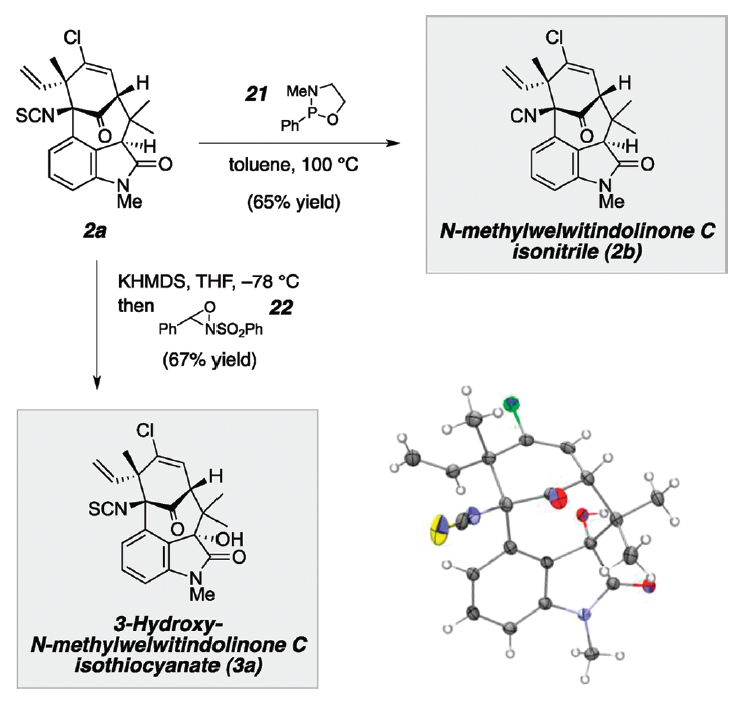 Cl
H
SCN
O
H
O
N
Me
2a
21
MeN
P
O
Ph
toluene, 100 °C
(65% yield)
Cl
H
CN
O
H
O
N
Me
N-methylwelwitindolinone C
isonitrile (2b)
KHMDS, THF, –78 °C
then
O
22
Ph
NSO2Ph
(67% yield)
Cl
H
SCN
O
OH
O
N
Me
3-Hydroxy-
N-methylwelwitindolinone C
isothiocyanate (3a)